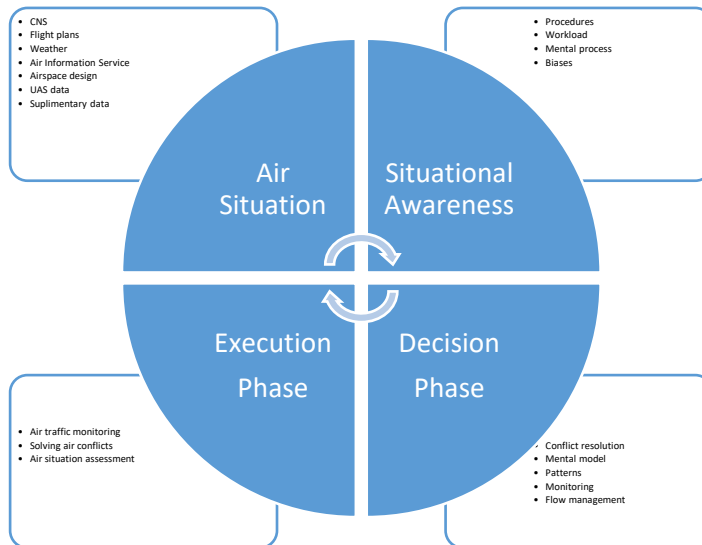 • CNS
• Flight plans
• Weather
• Air Information Service
• Airspace design
• UAS data
• Suplimentary data
• Procedures
• Workload
• Mental process
• Biases
Air
Situation
Situational
Awareness
Execution
Phase
Decision
Phase
• Air traffic monitoring
• Solving air conflicts
• Air situation assessment
• Conflict resolution
• Mental model
• Patterns
• Monitoring
• Flow management